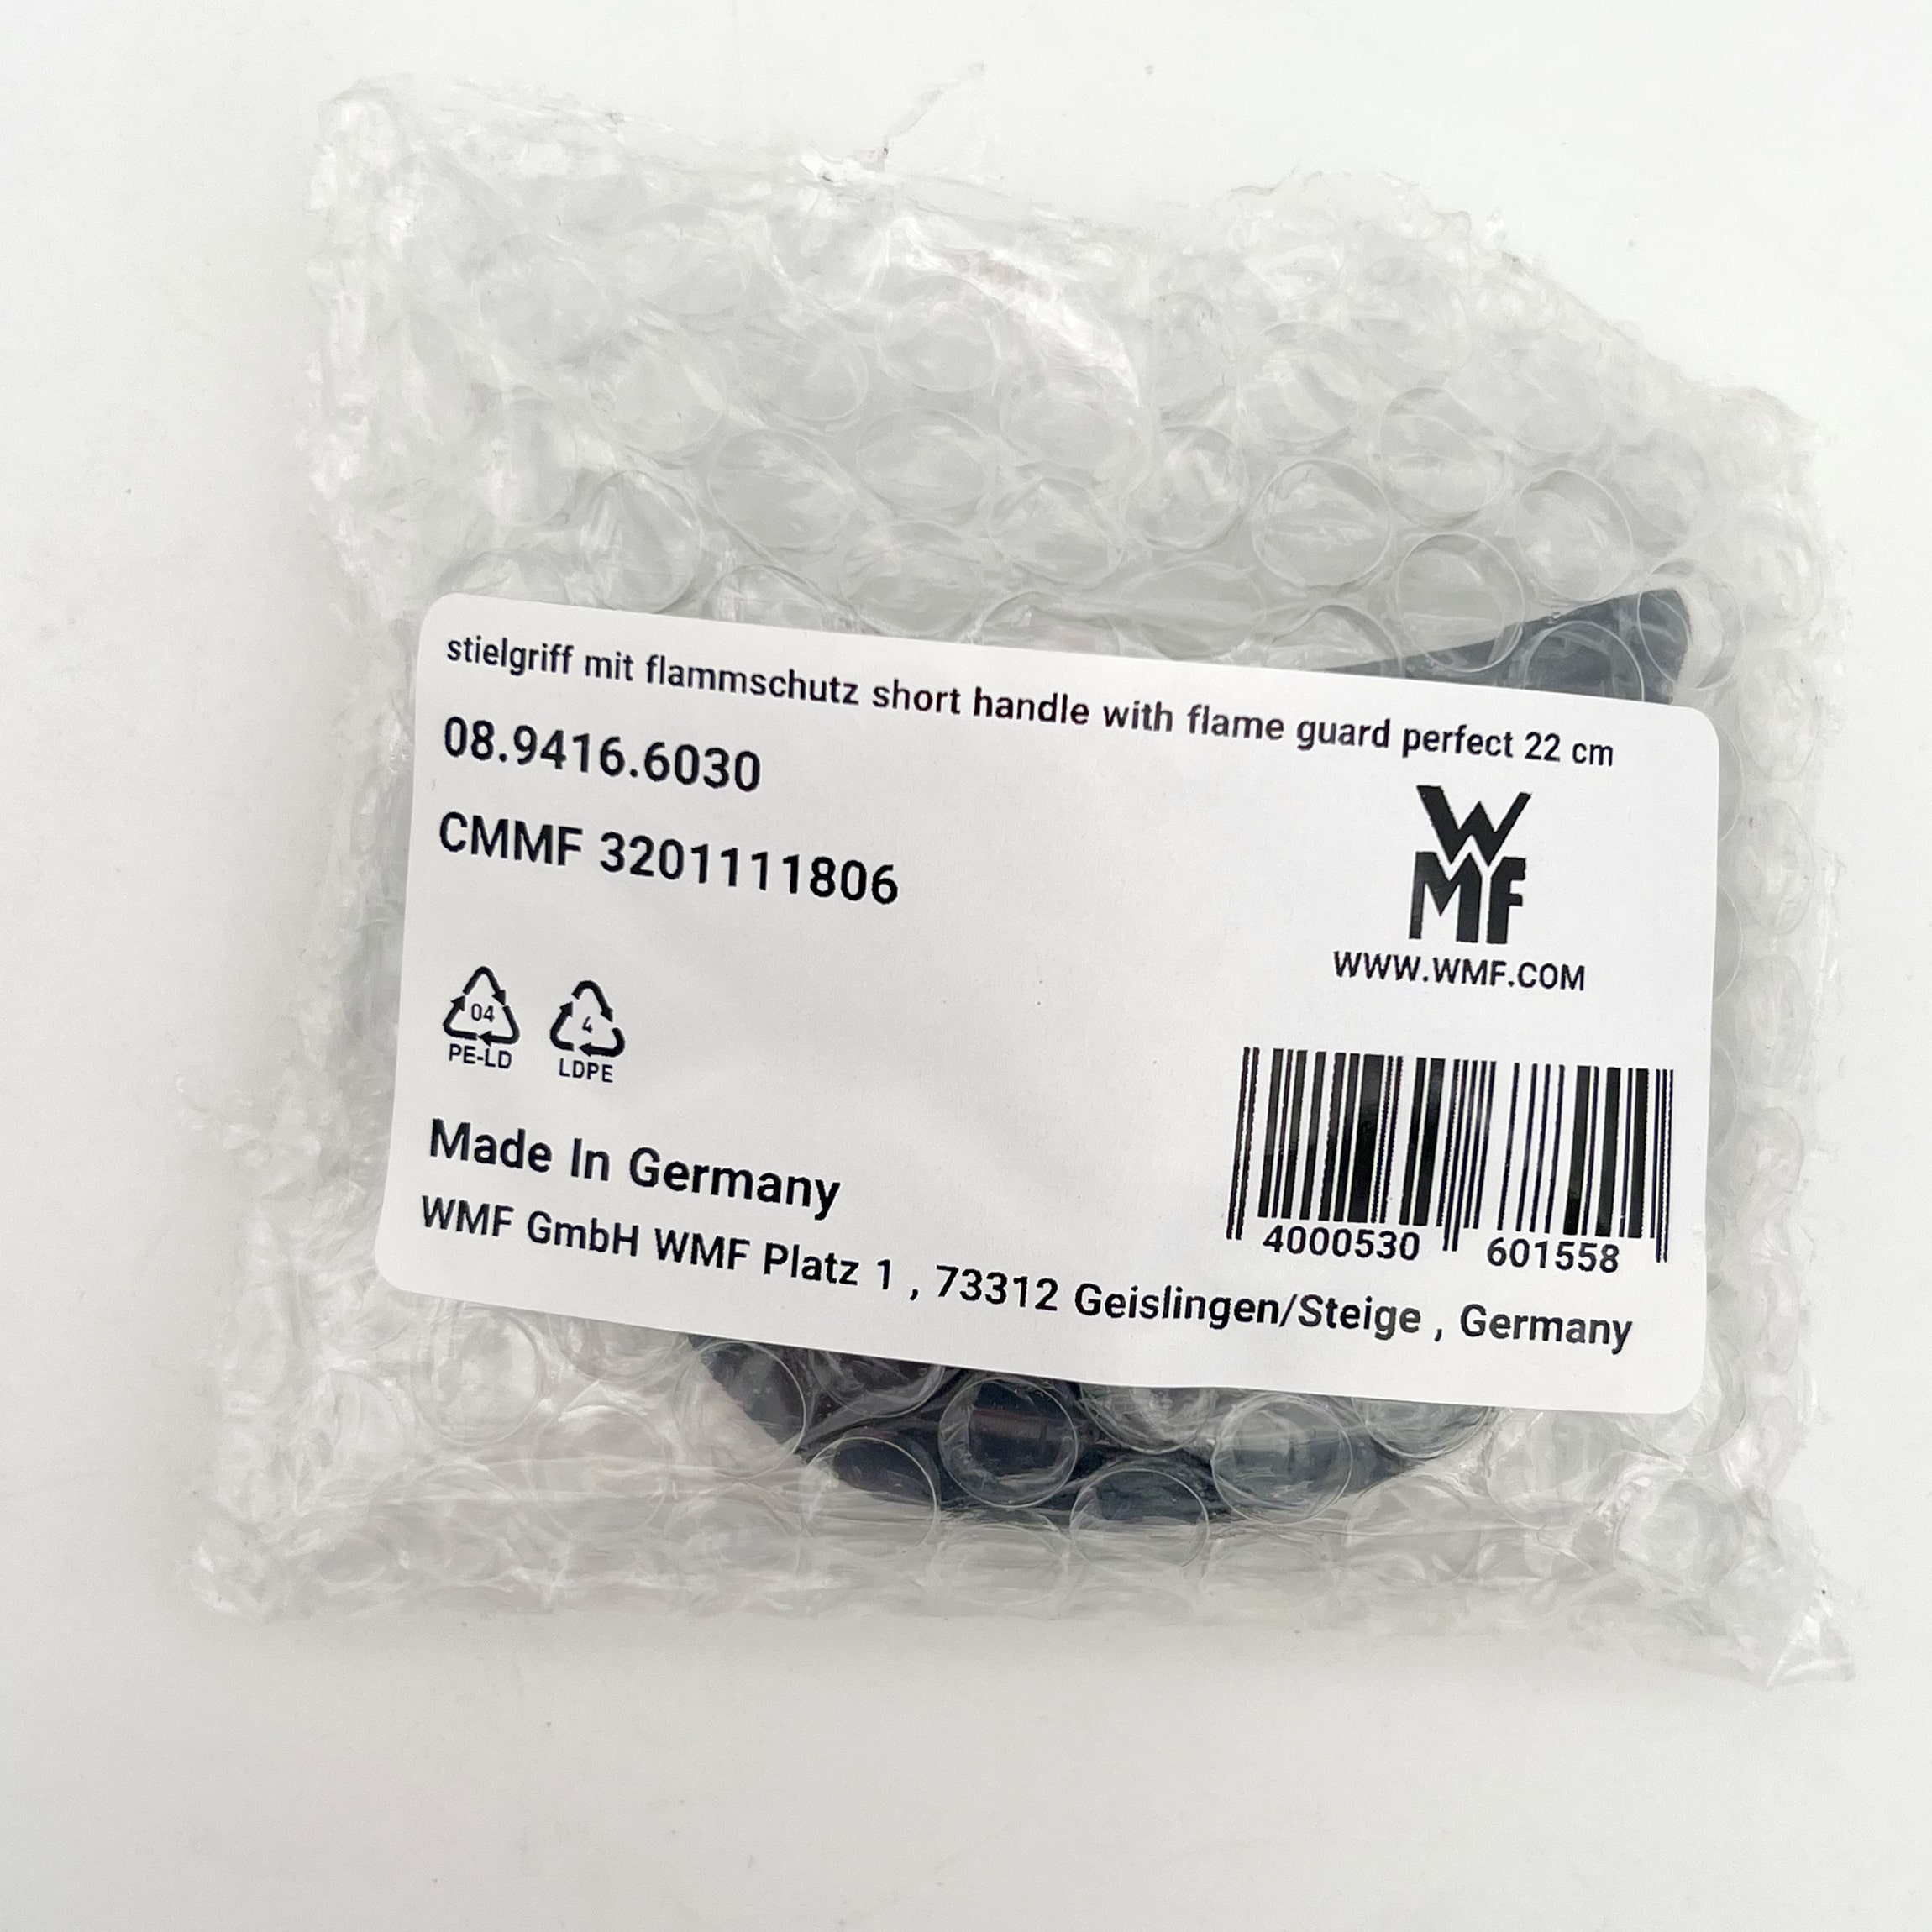 stielgriff mit flammschutz short handle with flame guard perfect 22 cm
08.9416.6030
CMMF 3201111806
WMF
WWW.WMF.COM
04
PE-LD
4
LDPE
4000530 601558
Made In Germany
WMF GmbH WMF Platz 1 , 73312 Geislingen/Steige , Germany